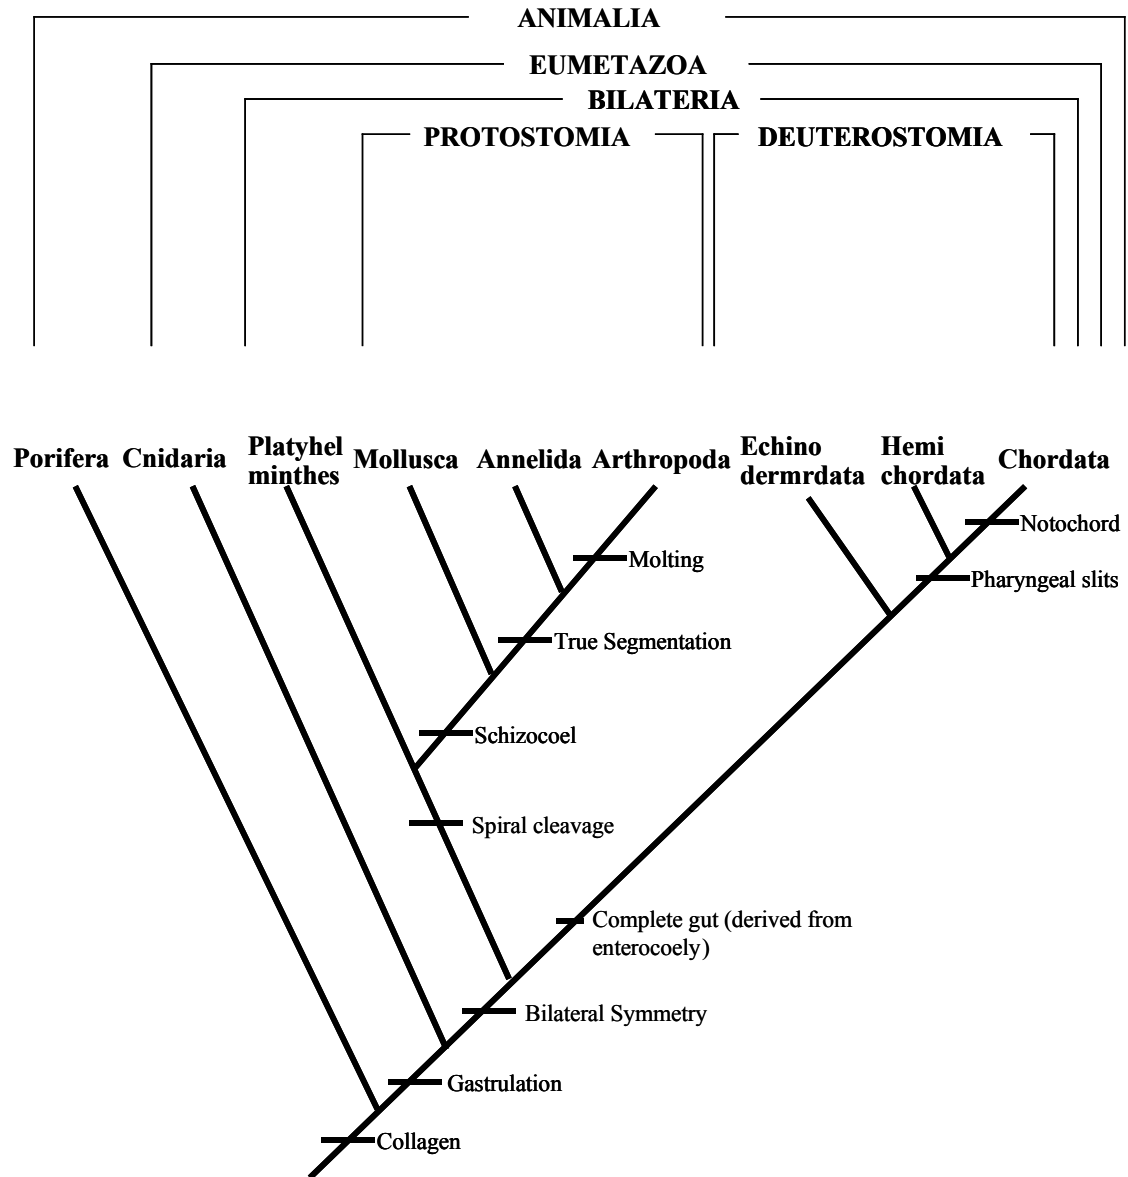 ANIMALIA
EUMETAZOA
BILATERIA
PROTOSTOMIA
DEUTEROSTOMIA
Porifera
Cnidaria
Platyhel
minthes
Mollusca
Annelida
Arthropoda
Echino
dermrdata
Hemi
chordata
Chordata
Notochord
Molting
Pharyngeal slits
True Segmentation
Schizocoel
Spiral cleavage
Complete gut (derived from
enterocoely)
Bilateral Symmetry
Gastrulation
Collagen